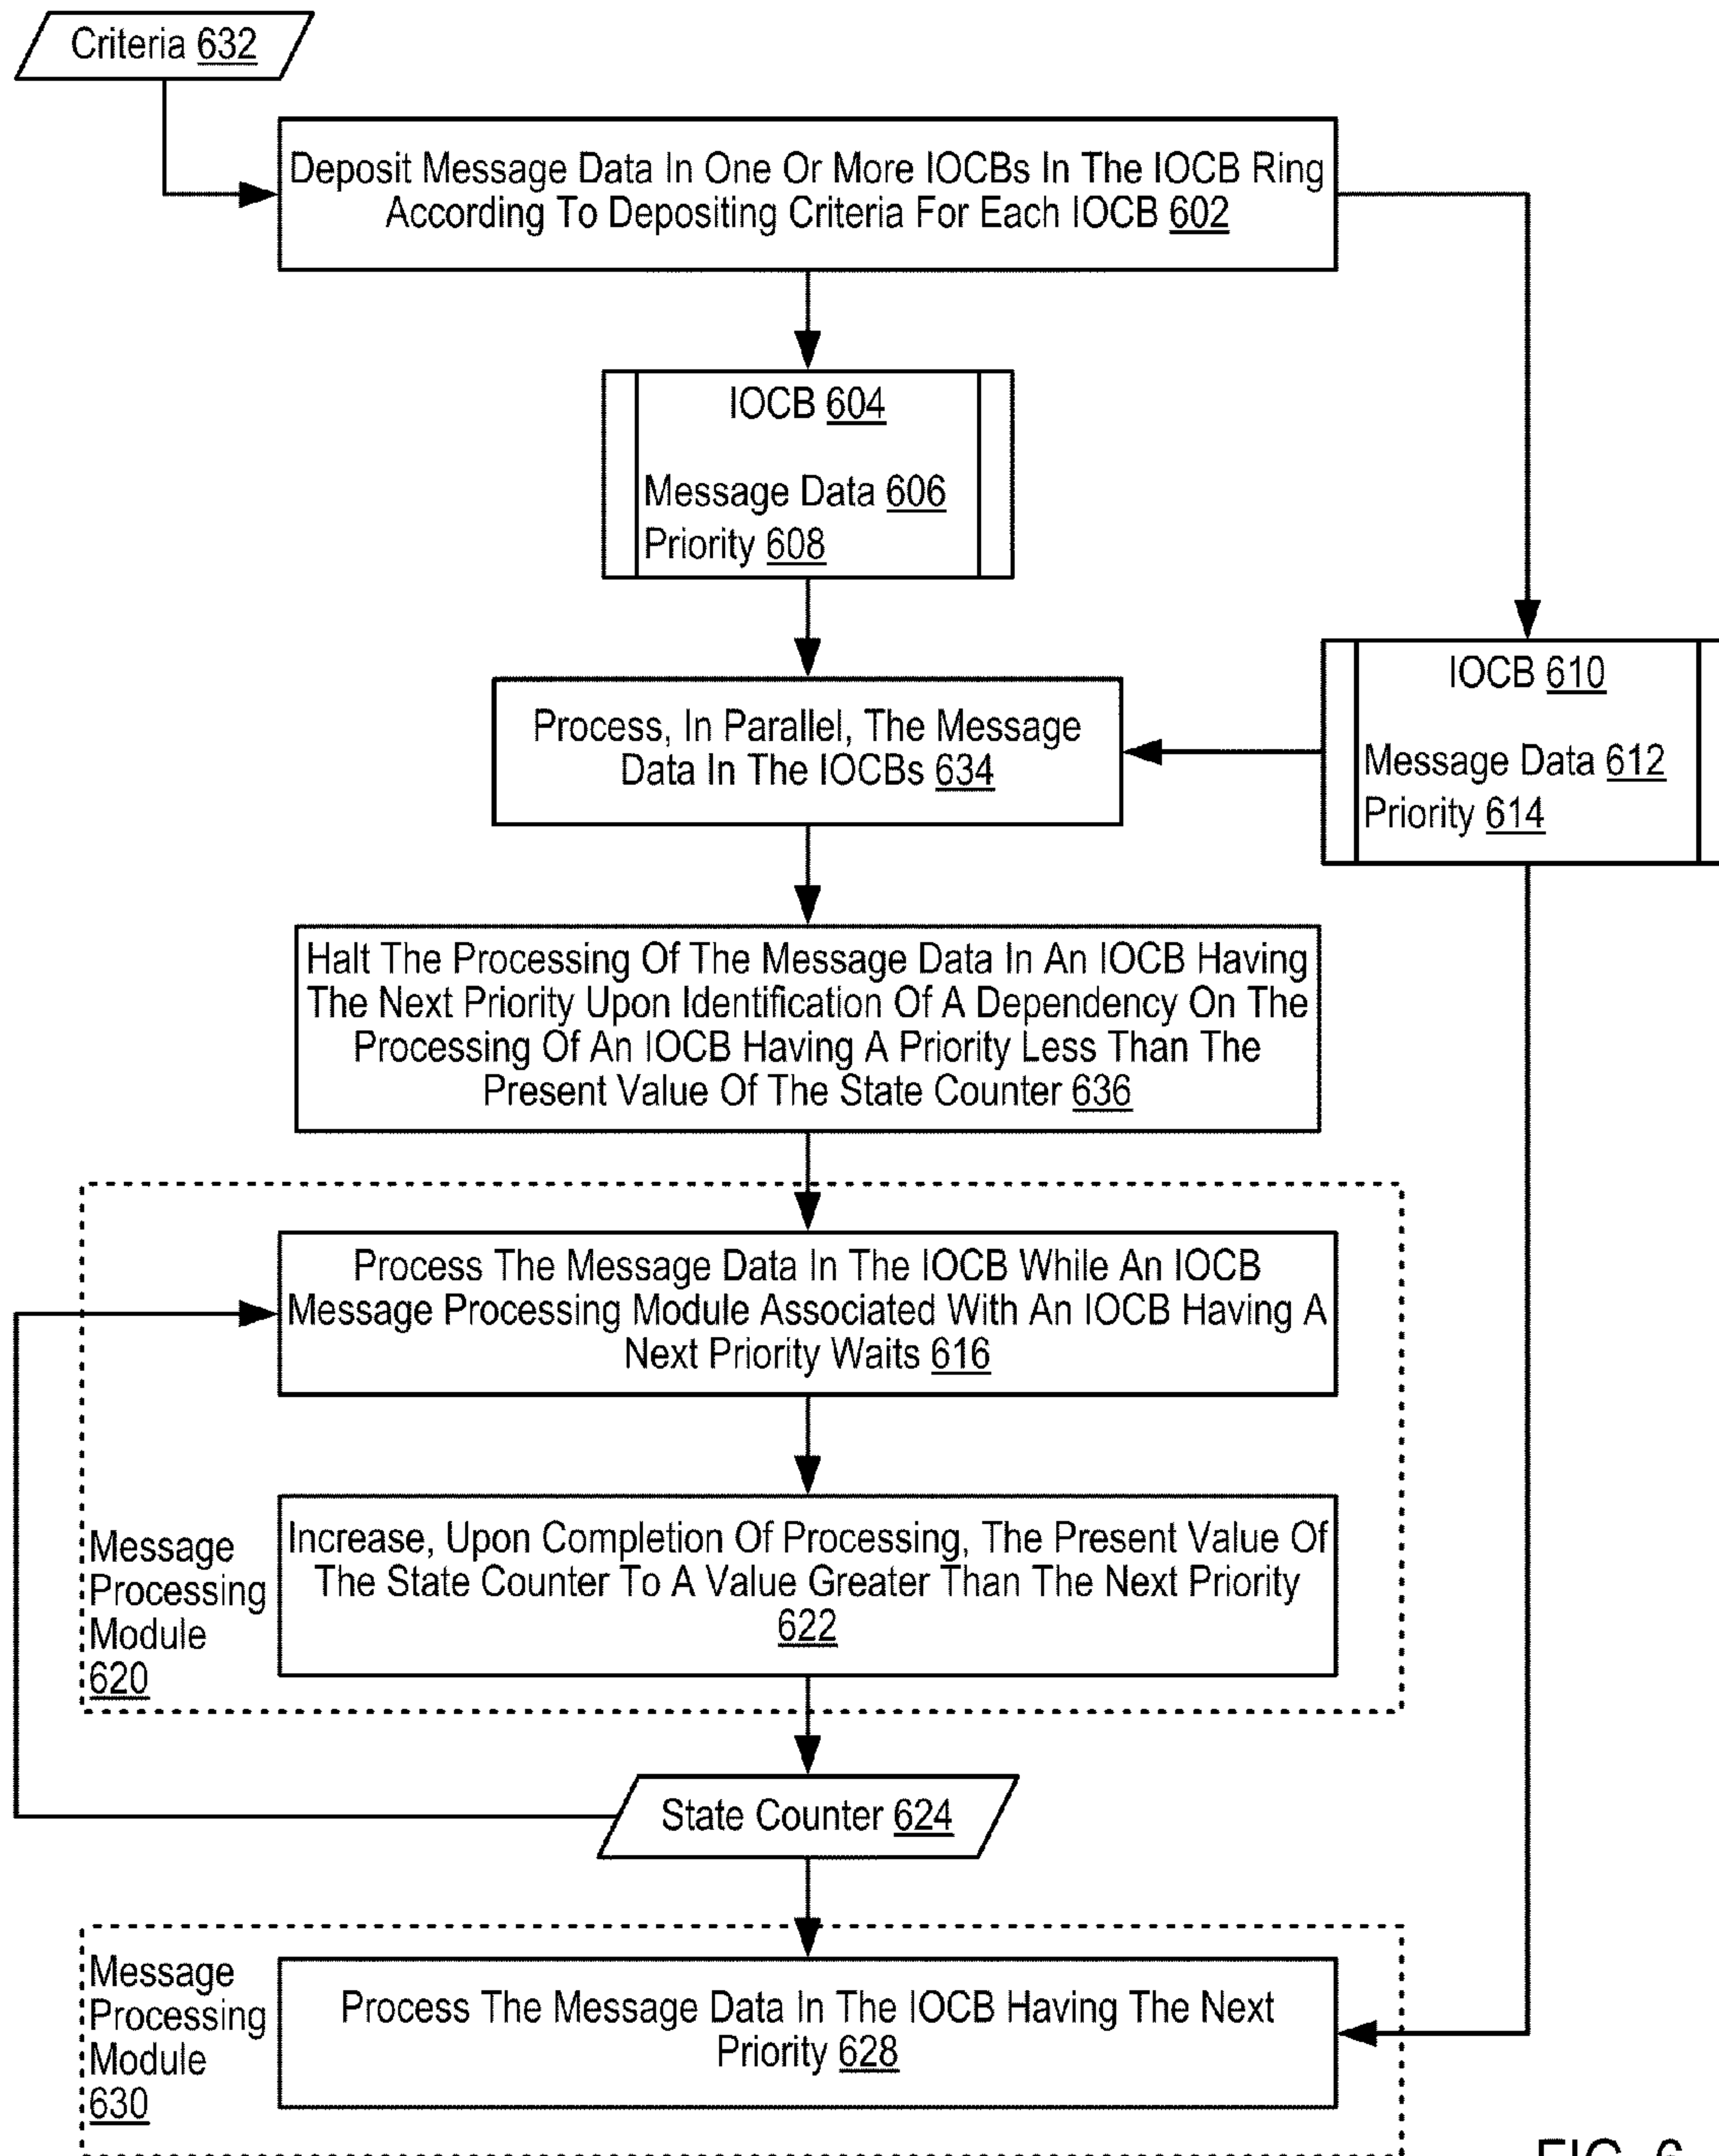 Criteria 632
Deposit Message Data In One Or More IOCBs In The IOCB Ring
According To Depositing Criteria For Each IOCB 602
IOCB 604
Message Data 606
Priority 608
IOCB 610
Message Data 612
Priority 614
Process, In Parallel, The Message
Data In The IOCBs 634
Halt The Processing Of The Message Data In An IOCB Having
The Next Priority Upon Identification Of A Dependency On The
Processing Of An IOCB Having A Priority Less Than The
Present Value Of The State Counter 636
Process The Message Data In The IOCB While An IOCB
Message Processing Module Associated With An IOCB Having A
Next Priority Waits 616
Increase, Upon Completion Of Processing, The Present Value Of
The State Counter To A Value Greater Than The Next Priority
622
Message
Processing
Module
620
State Counter 624
Message
Processing
Module
630
Process The Message Data In The IOCB Having The Next
Priority 628
FIG. 6